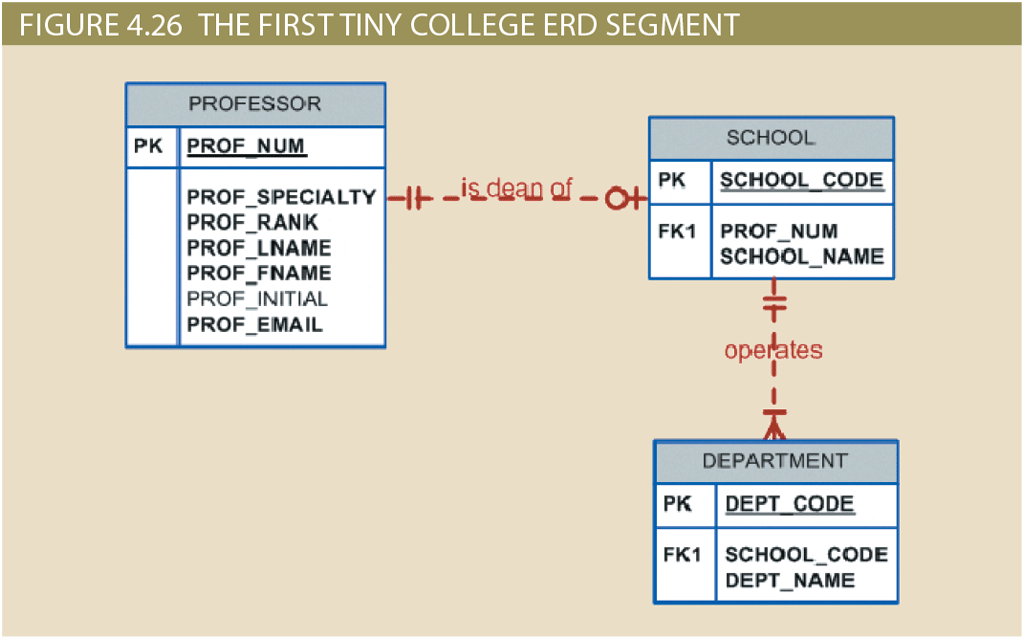 FIGURE 4.26 THE FIRST TINY COLLEGE ERD SEGMENT
PROFESSOR
PK PROF_NUM
PROF_SPECIALTY
PROF_RANK
PROF_LNAME
PROF_FNAME
PROF_INITIAL
PROF_EMAIL
is dean of
SCHOOL
PK SCHOOL_CODE
FK1 PROF_NUM
SCHOOL_NAME
operates
DEPARTMENT
PK DEPT_CODE
FK1 SCHOOL_CODE
DEPT_NAME